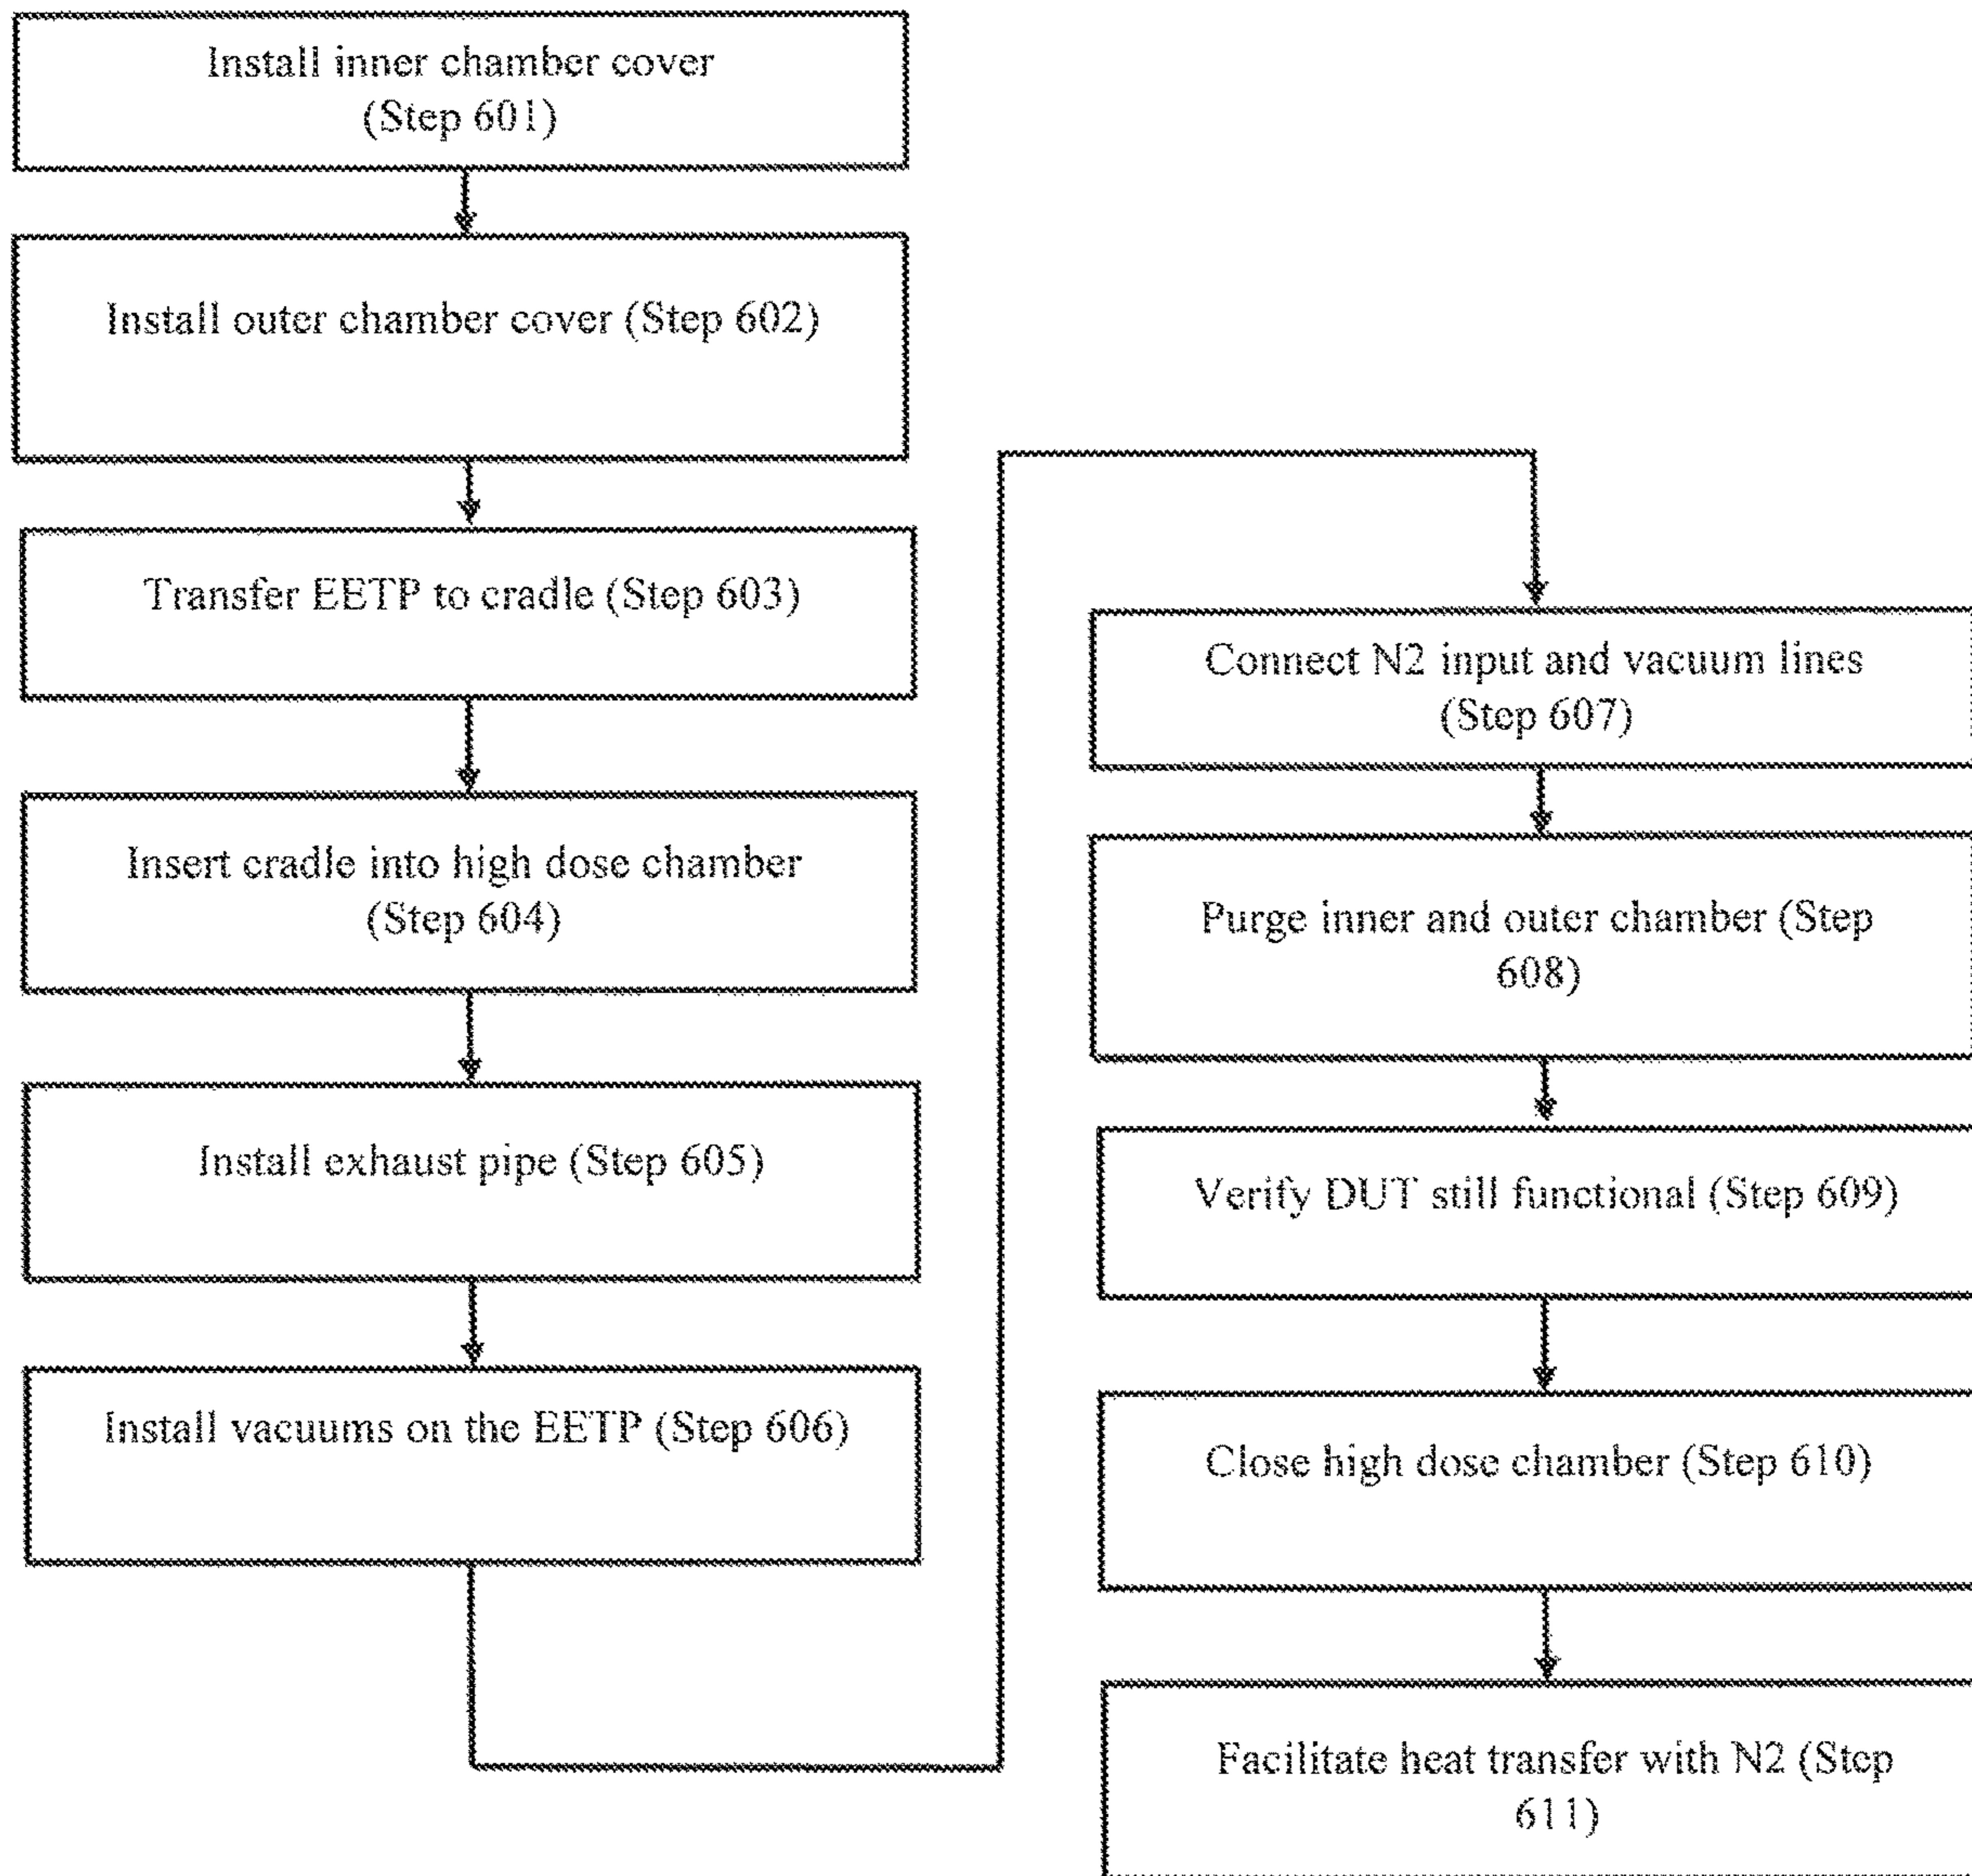 Install inner chamber cover
(Step 601)
Install outer chamber cover (Step 602)
Transfer EETP to cradle (Step 603)
Insert cradle into high dose chamber
(Step 604)
Install exhaust pipe (Step 605)
Install vacuums on the EETP (Step 606)
Connect N2 input and vacuum lines
(Step 607)
Purge inner and outer chamber (Step
608)
Verify DUT still functional (Step 609)
Close high dose chamber (Step 610)
Facilitate heat transfer with N2 (Step
611)